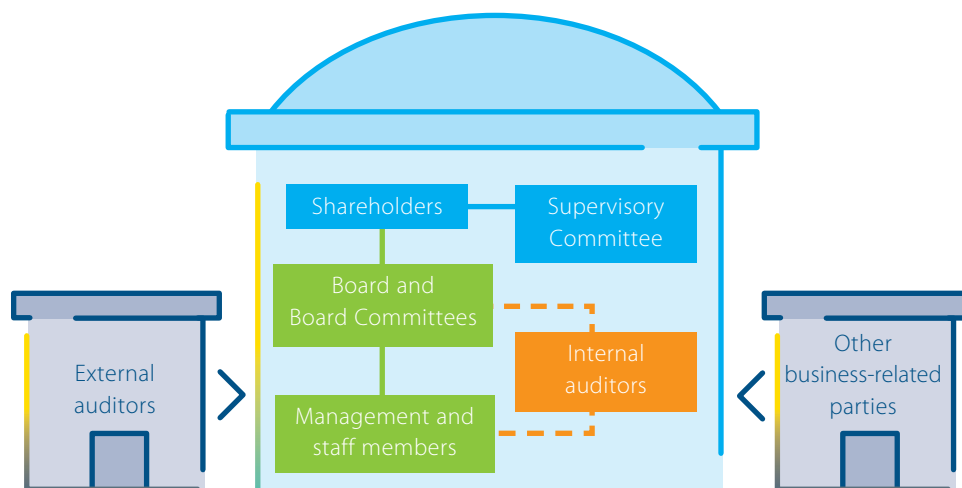 Shareholders
Supervisory
Committee
Board and
Board Committees
Internal
auditors
Management and
staff members
External
auditors
Other
business-related
parties